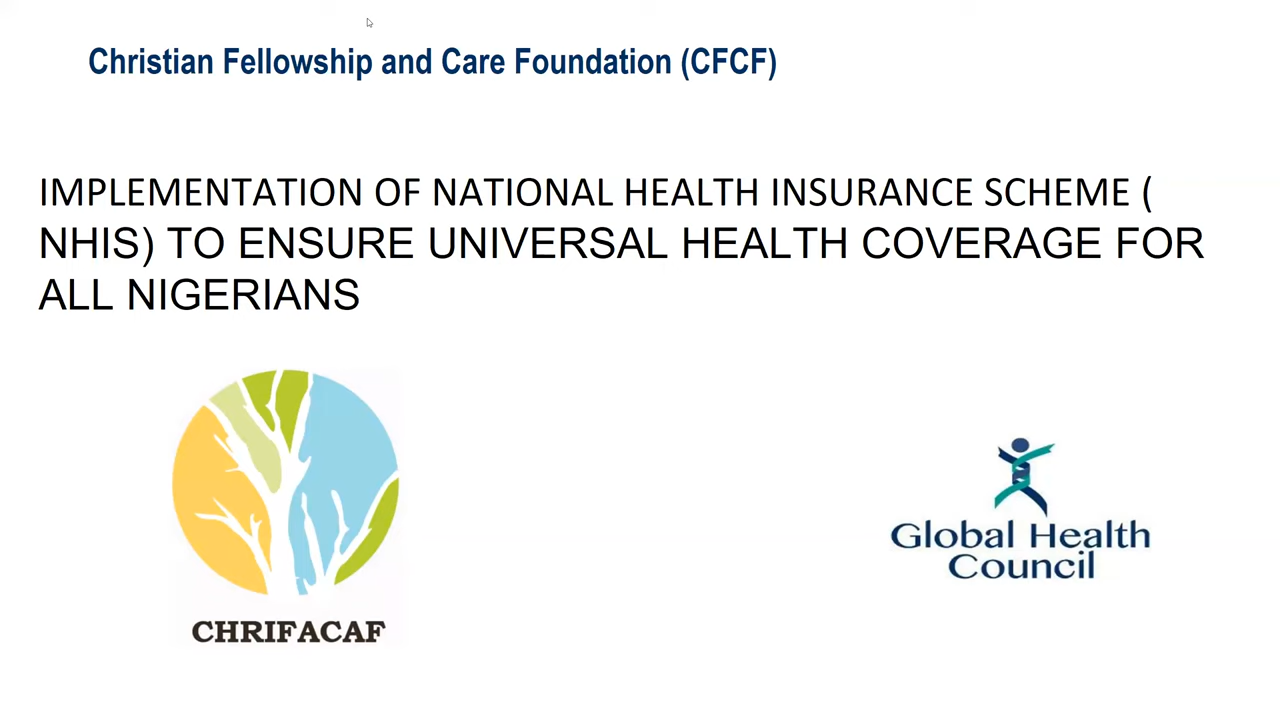 Christian Fellowship and Care Foundation (CFCF)
IMPLEMENTATION OF NATIONAL HEALTH INSURANCE SCHEME (
NHIS) TO ENSURE UNIVERSAL HEALTH COVERAGE FOR
ALL NIGERIANS
CHRIFACAF
Global Health
Council